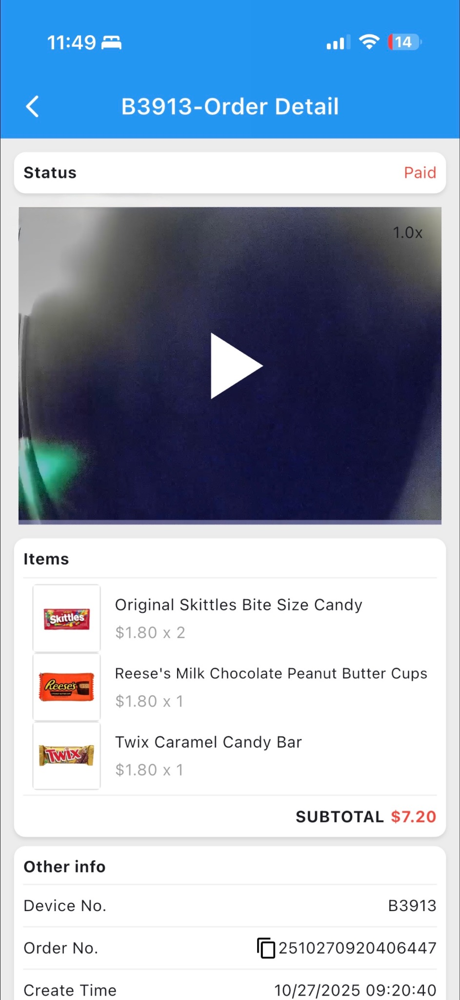 11:49
14
B3913-Order Detail
Status Paid
1.0x
Items
Skittles
Original Skittles Bite Size Candy
$1.80 x 2
Reese's
Reese's Milk Chocolate Peanut Butter Cups
$1.80 x 1
TWIX
Twix Caramel Candy Bar
$1.80 x 1
SUBTOTAL $7.20
Other info
Device No. B3913
Order No. 2510270920406447
Create Time 10/27/2025 09:20:40